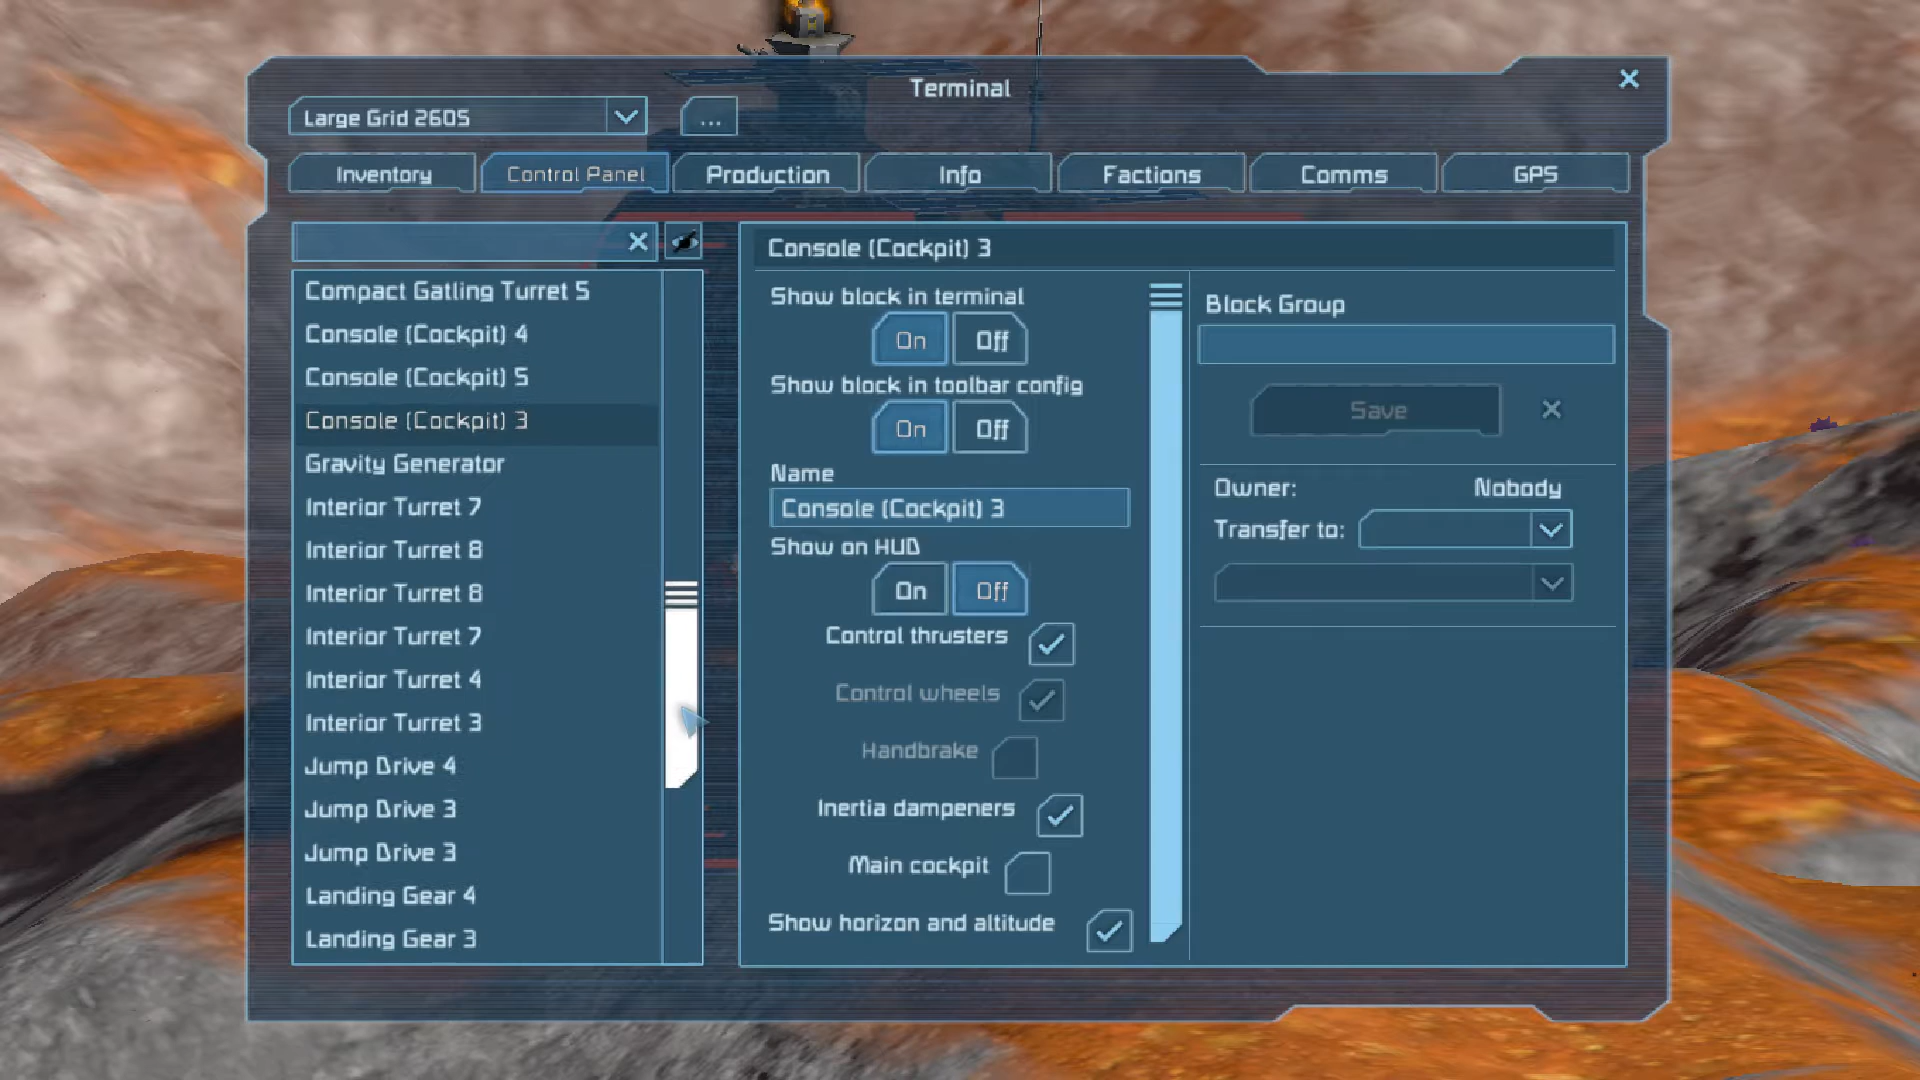 Terminal
Large Grid 2605
...
Inventory
Control Panel
Production
Info
Factions
Comms
GPS
Compact Gatling Turret 5
Console (Cockpit) 4
Console (Cockpit) 5
Console (Cockpit) 3
Gravity Generator
Interior Turret 7
Interior Turret 8
Interior Turret 8
Interior Turret 7
Interior Turret 4
Interior Turret 3
Jump Drive 4
Jump Drive 3
Jump Drive 3
Landing Gear 4
Landing Gear 3
Console (Cockpit) 3
Show block in terminal
On Off
Show block in toolbar config
On Off
Name
Console (Cockpit) 3
Show on HUD
On Off
Control thrusters
Control wheels
Handbrake
Inertia dampeners
Main cockpit
Show horizon and altitude
Block Group
Save
Owner: Nobody
Transfer to: